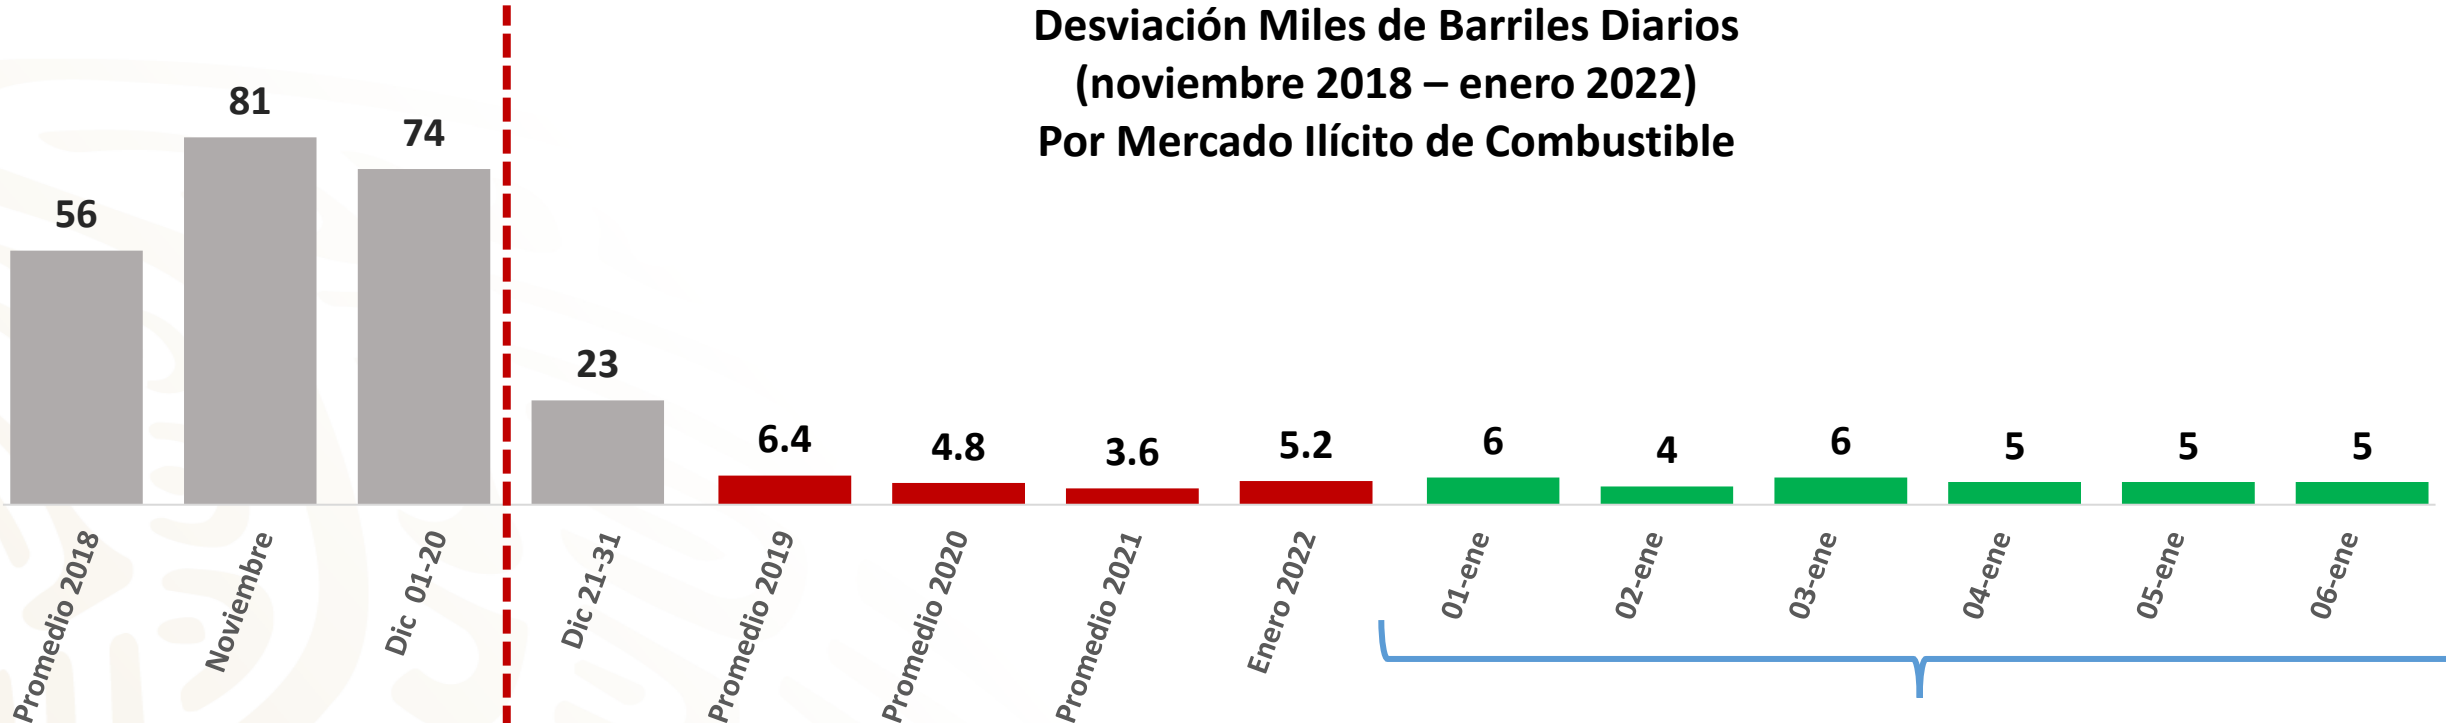 Desviación Miles de Barriles Diarios
(noviembre 2018 – enero 2022)
Por Mercado Ilícito de Combustible
56
81
74
23
6.4
4.8
3.6
5.2
6
4
6
5
5
5
Promedio 2018
Noviembre
Dic 01-20
Dic 21-31
Promedio 2019
Promedio 2020
Promedio 2021
Enero 2022
01-ene
02-ene
03-ene
04-ene
05-ene
06-ene